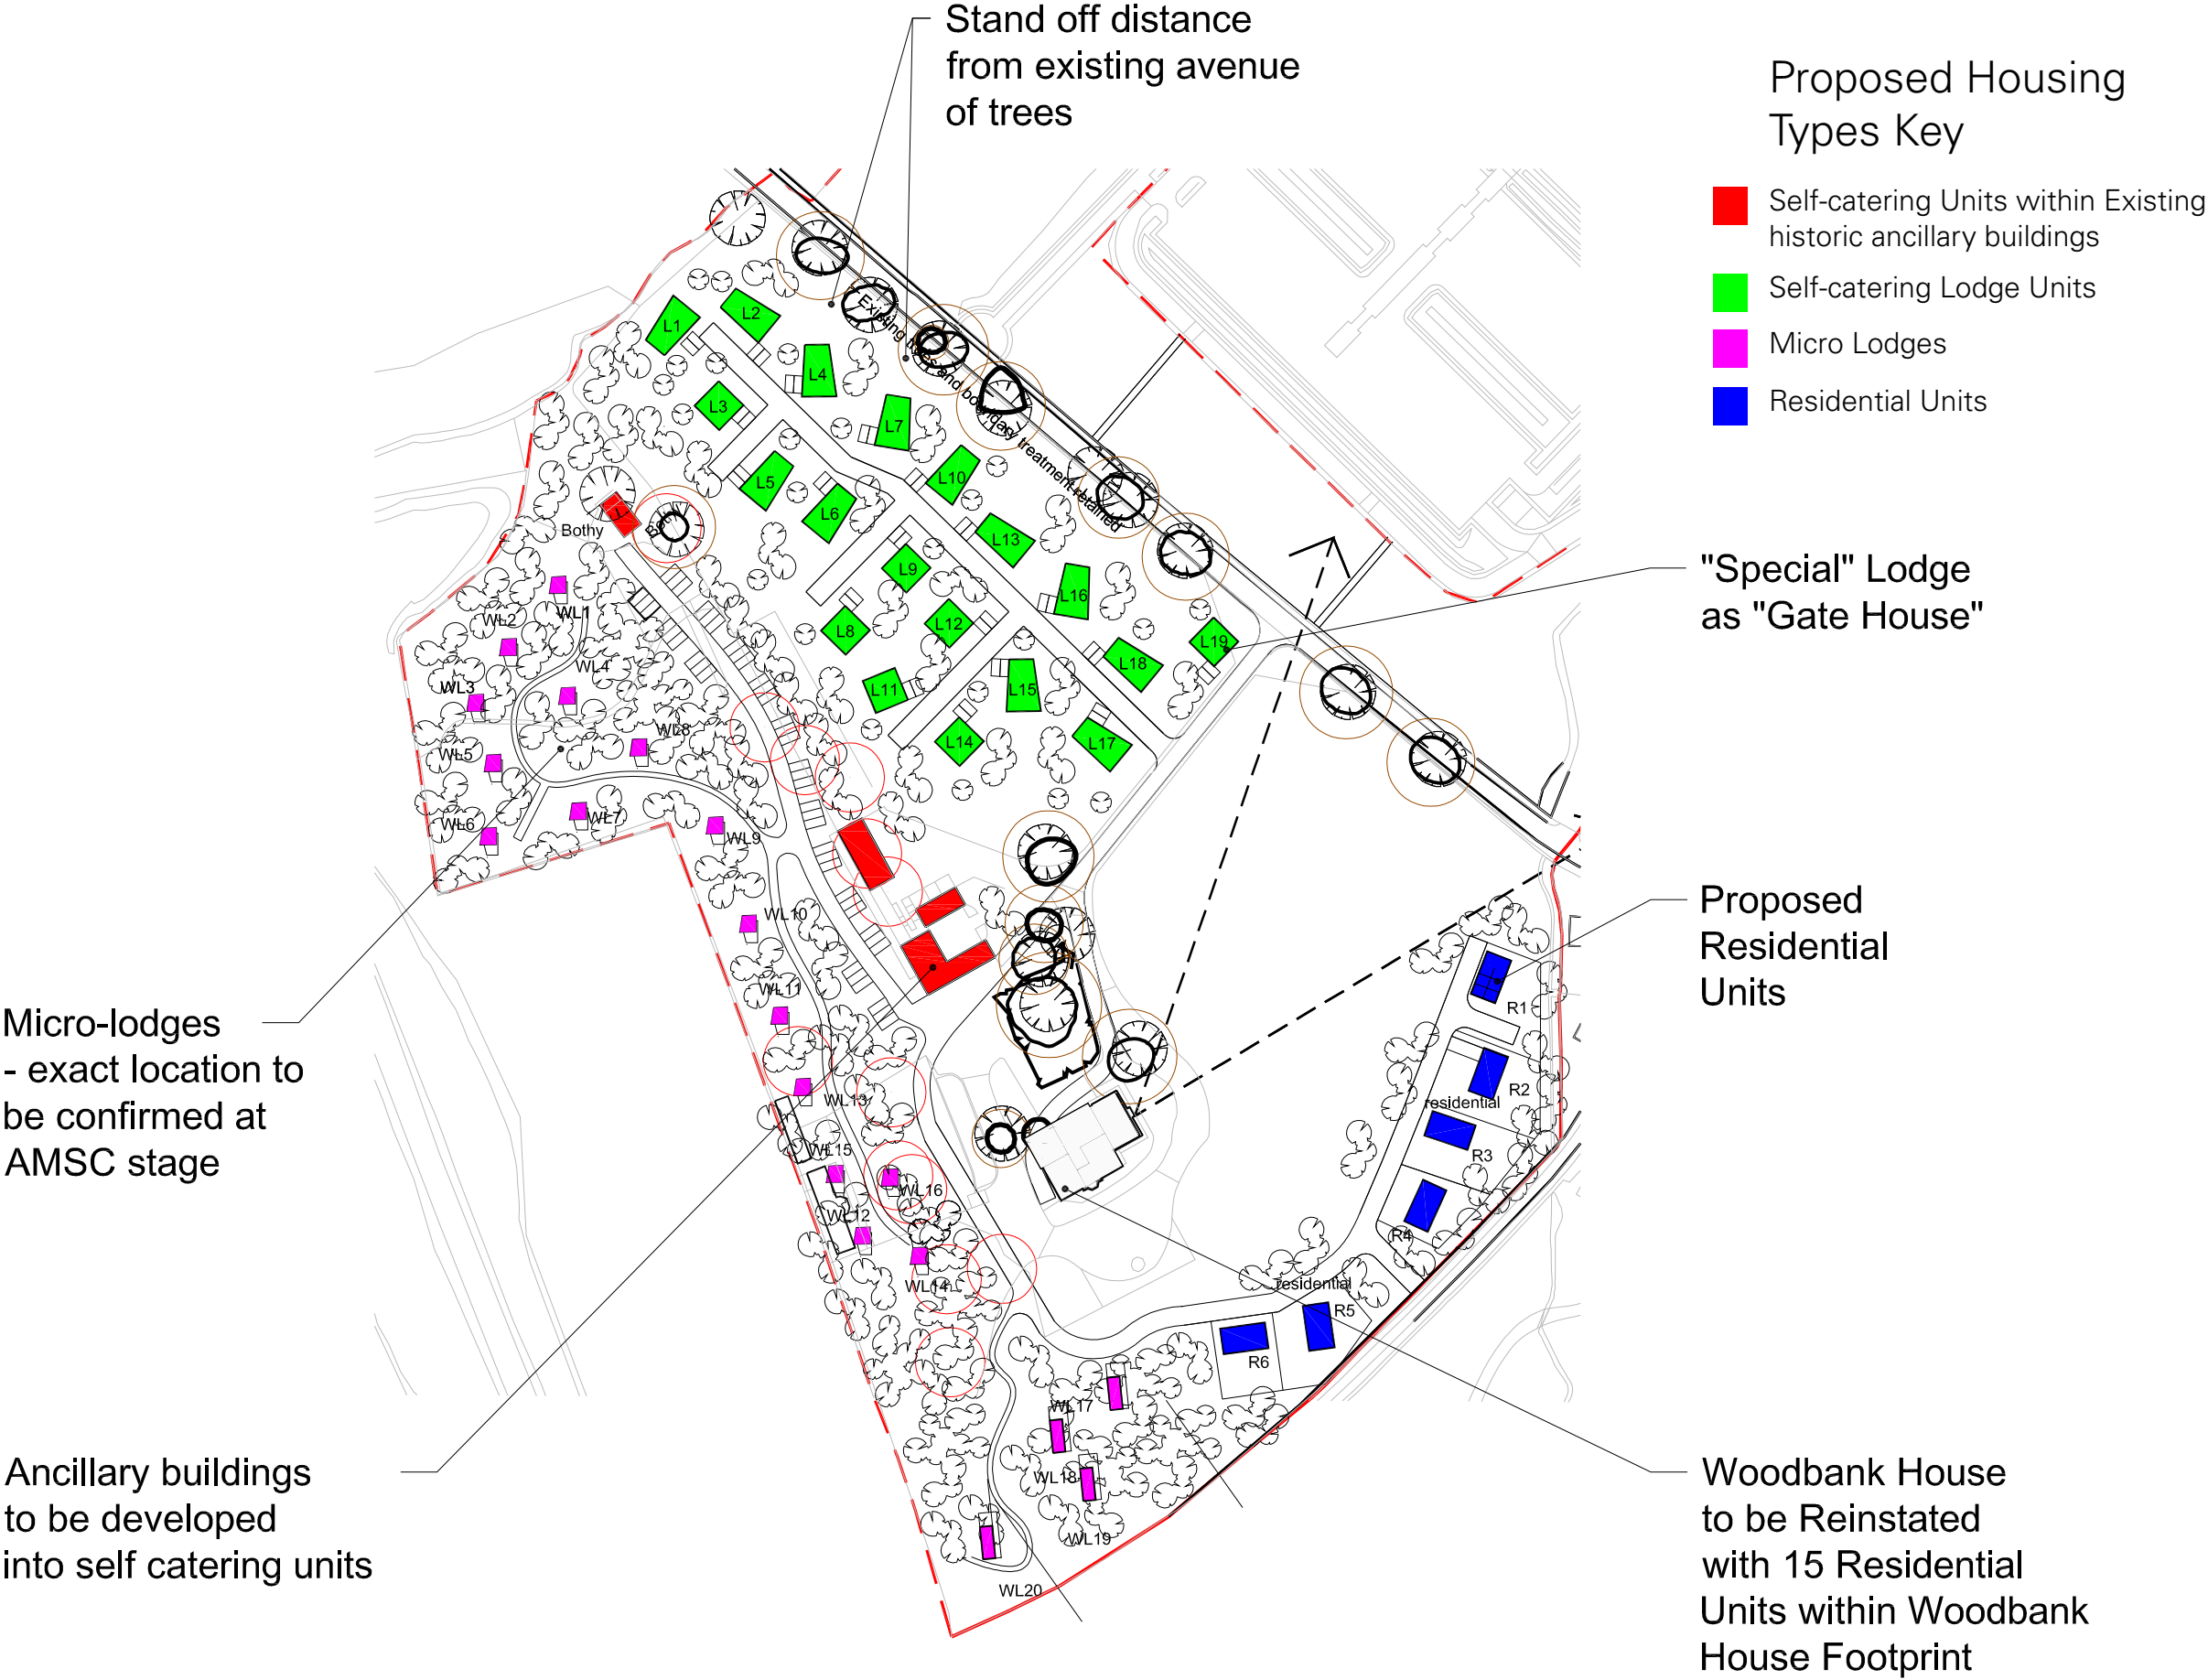 Stand off distance
from existing avenue
of trees
Proposed Housing
Types Key
Self-catering Units within Existing
historic ancillary buildings
Self-catering Lodge Units
Micro Lodges
Residential Units
"Special" Lodge
as "Gate House"
Proposed
Residential
Units
Woodbank House
to be Reinstated
with 15 Residential
Units within Woodbank
House Footprint
Micro-lodges
- exact location to
be confirmed at
AMSC stage
Ancillary buildings
to be developed
into self catering units
L1
L2
L3
L4
L5
L6
L7
L8
L9
L10
L11
L12
L13
L14
L15
L16
L17
L18
L19
Bothy
WL1
WL2
WL3
WL4
WL5
WL6
WL7
WL8
WL9
WL10
WL11
WL13
WL15
WL16
WL12
WL14
WL17
WL18
WL19
WL20
R1
R2
residential
R3
R4
residential
R5
R6
and boundary treatment retained